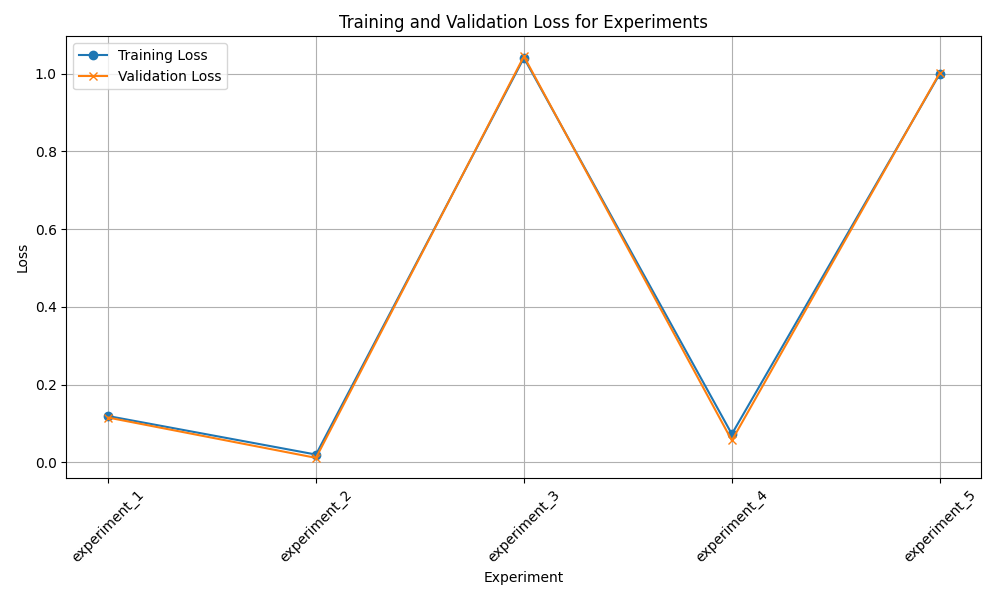 Training and Validation Loss for Experiments
Training Loss
Validation Loss
1.0
0.8
0.6
0.4
0.2
0.0
Loss
experiment_1
experiment_2
experiment_3
experiment_4
experiment_5
Experiment